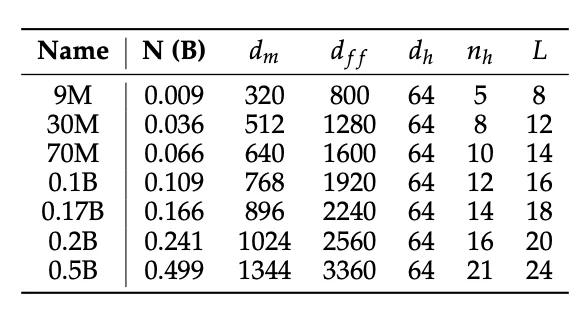 Name N (B) d_m d_ff d_h n_h L
9M 0.009 320 800 64 5 8
30M 0.036 512 1280 64 8 12
70M 0.066 640 1600 64 10 14
0.1B 0.109 768 1920 64 12 16
0.17B 0.166 896 2240 64 14 18
0.2B 0.241 1024 2560 64 16 20
0.5B 0.499 1344 3360 64 21 24